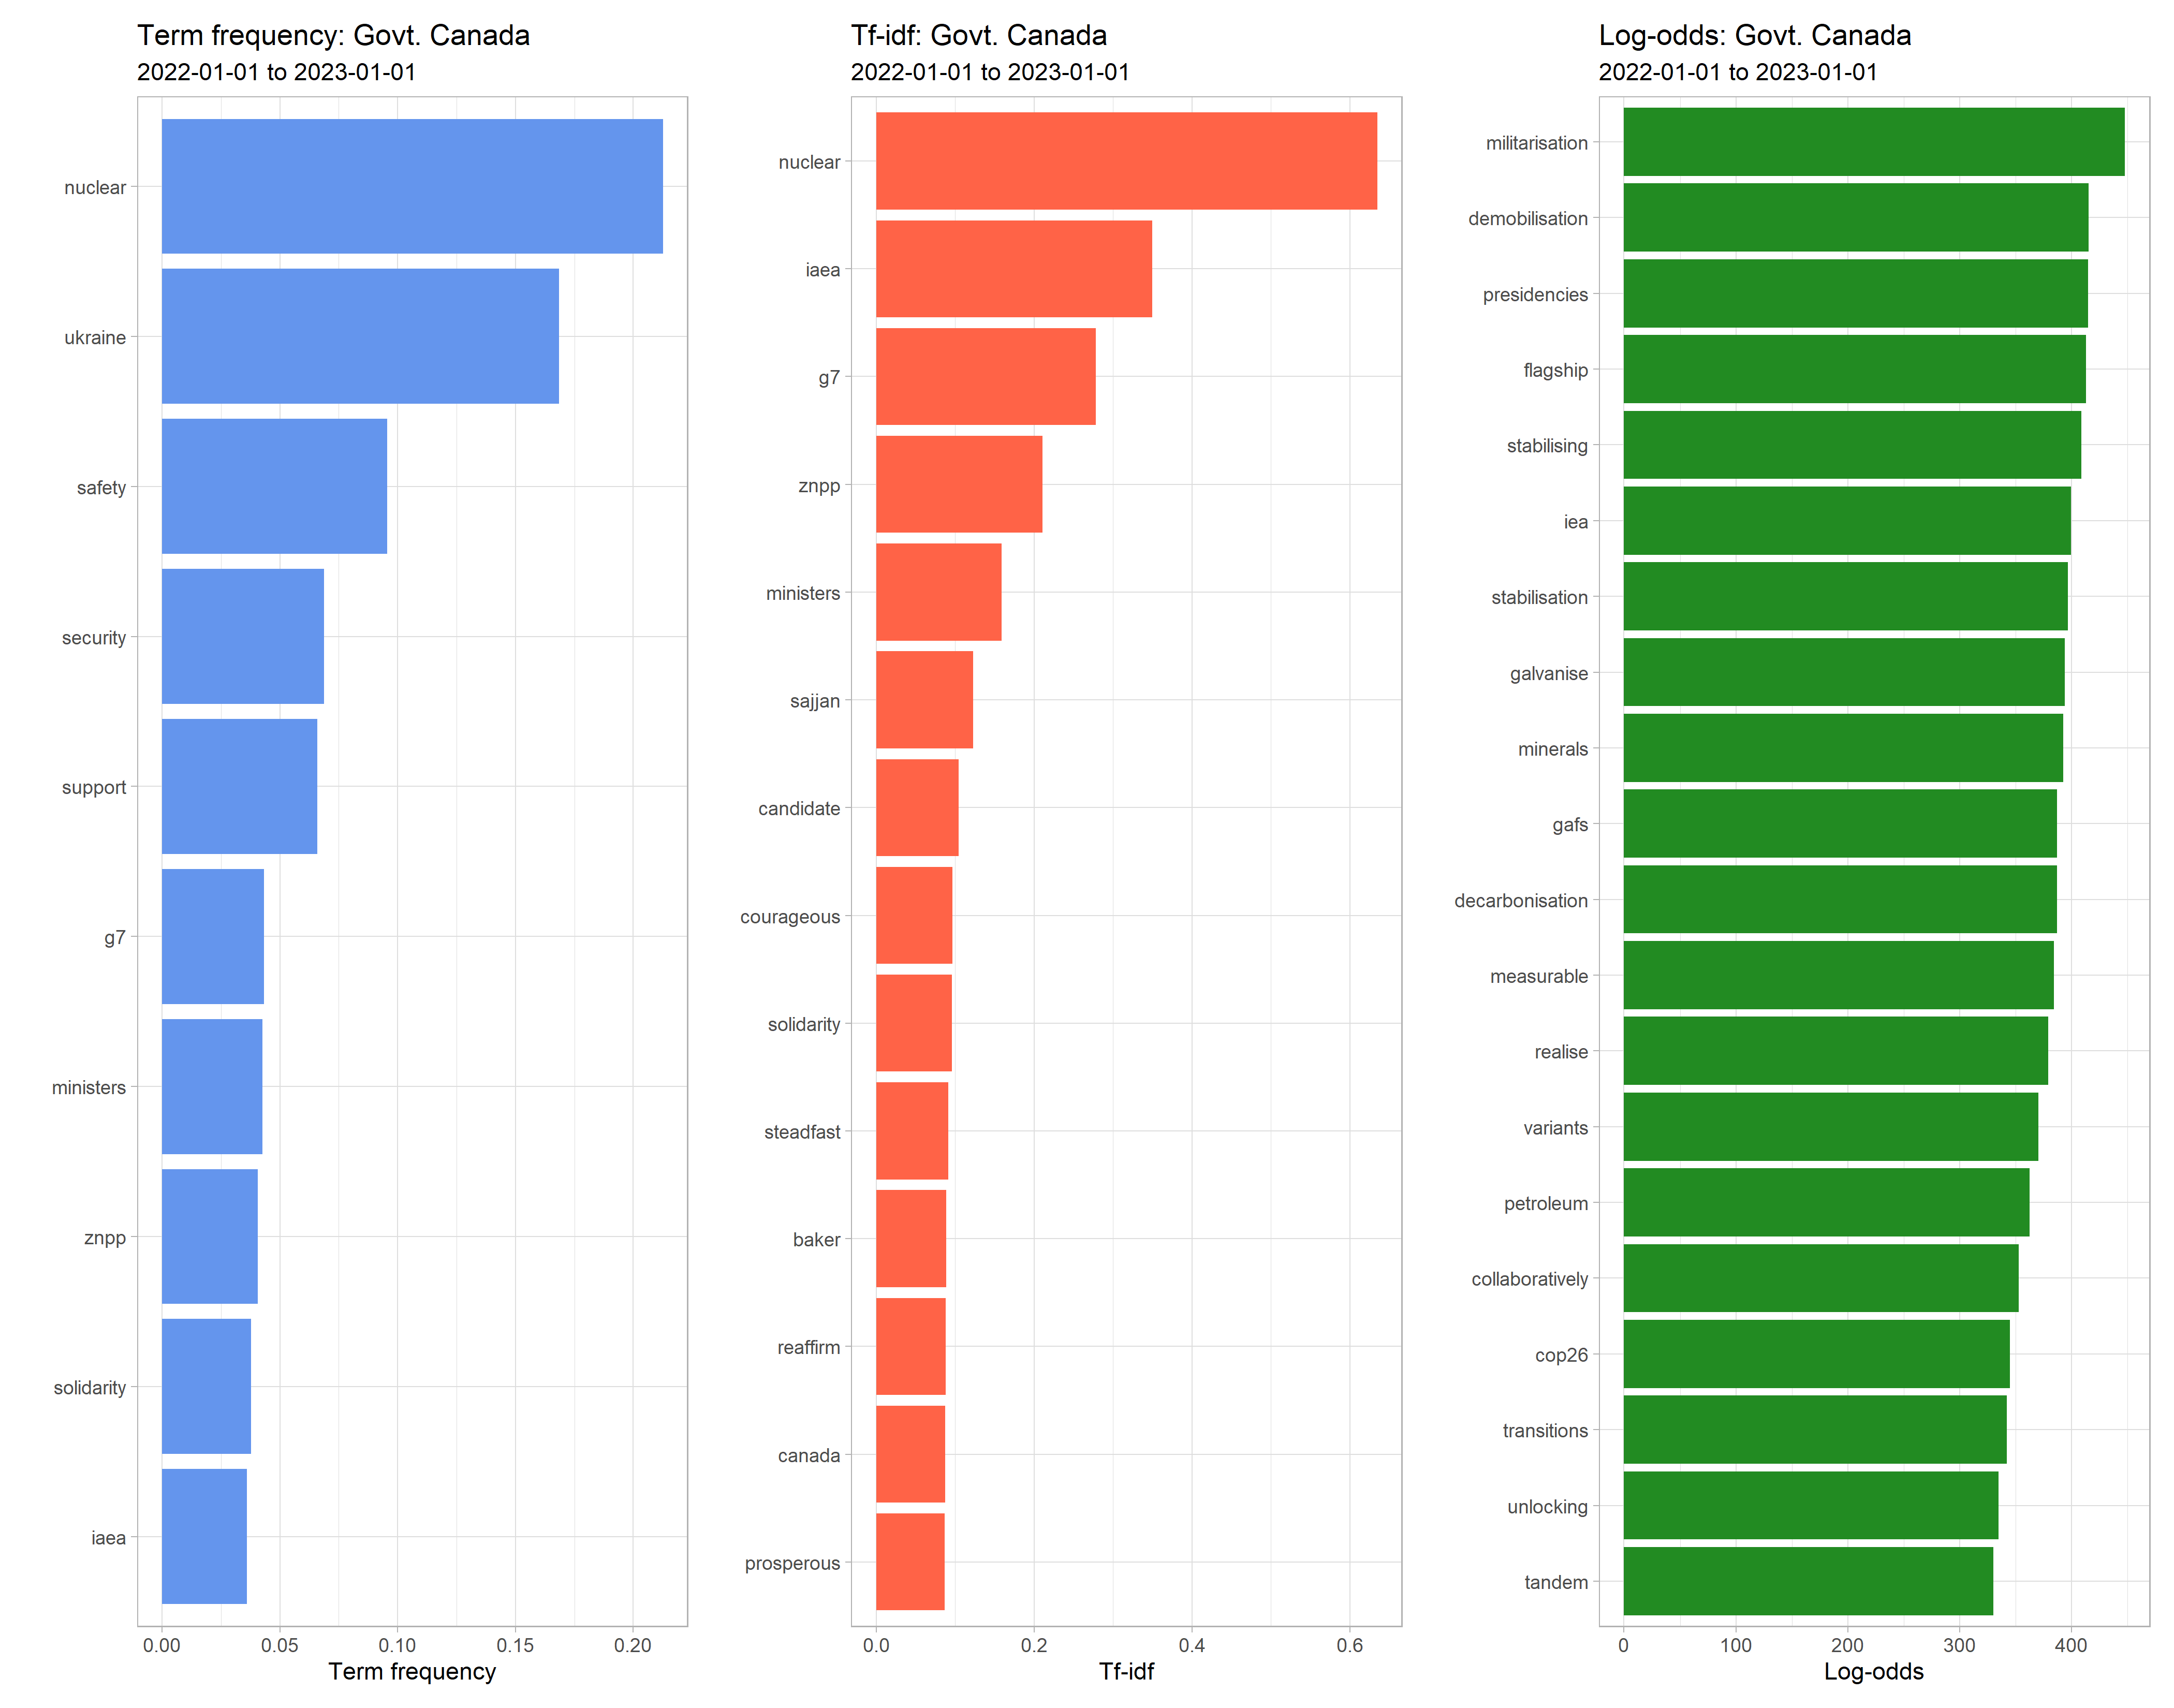 Term frequency: Govt. Canada
2022-01-01 to 2023-01-01
nuclear
ukraine
safety
security
support
g7
ministers
znpp
solidarity
iaea
0.00 0.05 0.10 0.15 0.20
Term frequency
Tf-idf: Govt. Canada
2022-01-01 to 2023-01-01
nuclear
iaea
g7
znpp
ministers
sajjan
candidate
courageous
solidarity
steadfast
baker
reaffirm
canada
prosperous
0.0 0.2 0.4 0.6
Tf-idf
Log-odds: Govt. Canada
2022-01-01 to 2023-01-01
militarisation
demobilisation
presidencies
flagship
stabilising
iea
stabilisation
galvanise
minerals
gafs
decarbonisation
measurable
realise
variants
petroleum
collaboratively
cop26
transitions
unlocking
tandem
0 100 200 300 400
Log-odds